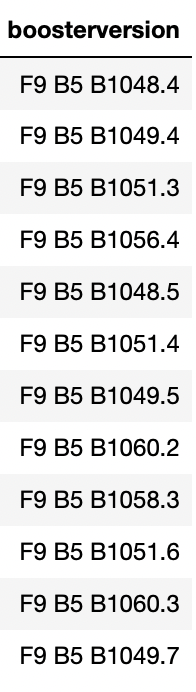 boosterversion
F9 B5 B1048.4
F9 B5 B1049.4
F9 B5 B1051.3
F9 B5 B1056.4
F9 B5 B1048.5
F9 B5 B1051.4
F9 B5 B1049.5
F9 B5 B1060.2
F9 B5 B1058.3
F9 B5 B1051.6
F9 B5 B1060.3
F9 B5 B1049.7